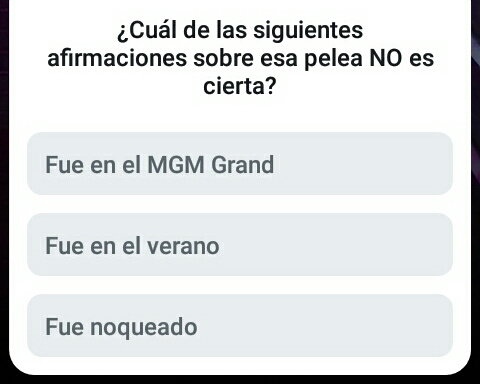 ¿Cuál de las siguientes
afirmaciones sobre esa pelea NO es
cierta?
Fue en el MGM Grand
Fue en el verano
Fue noqueado